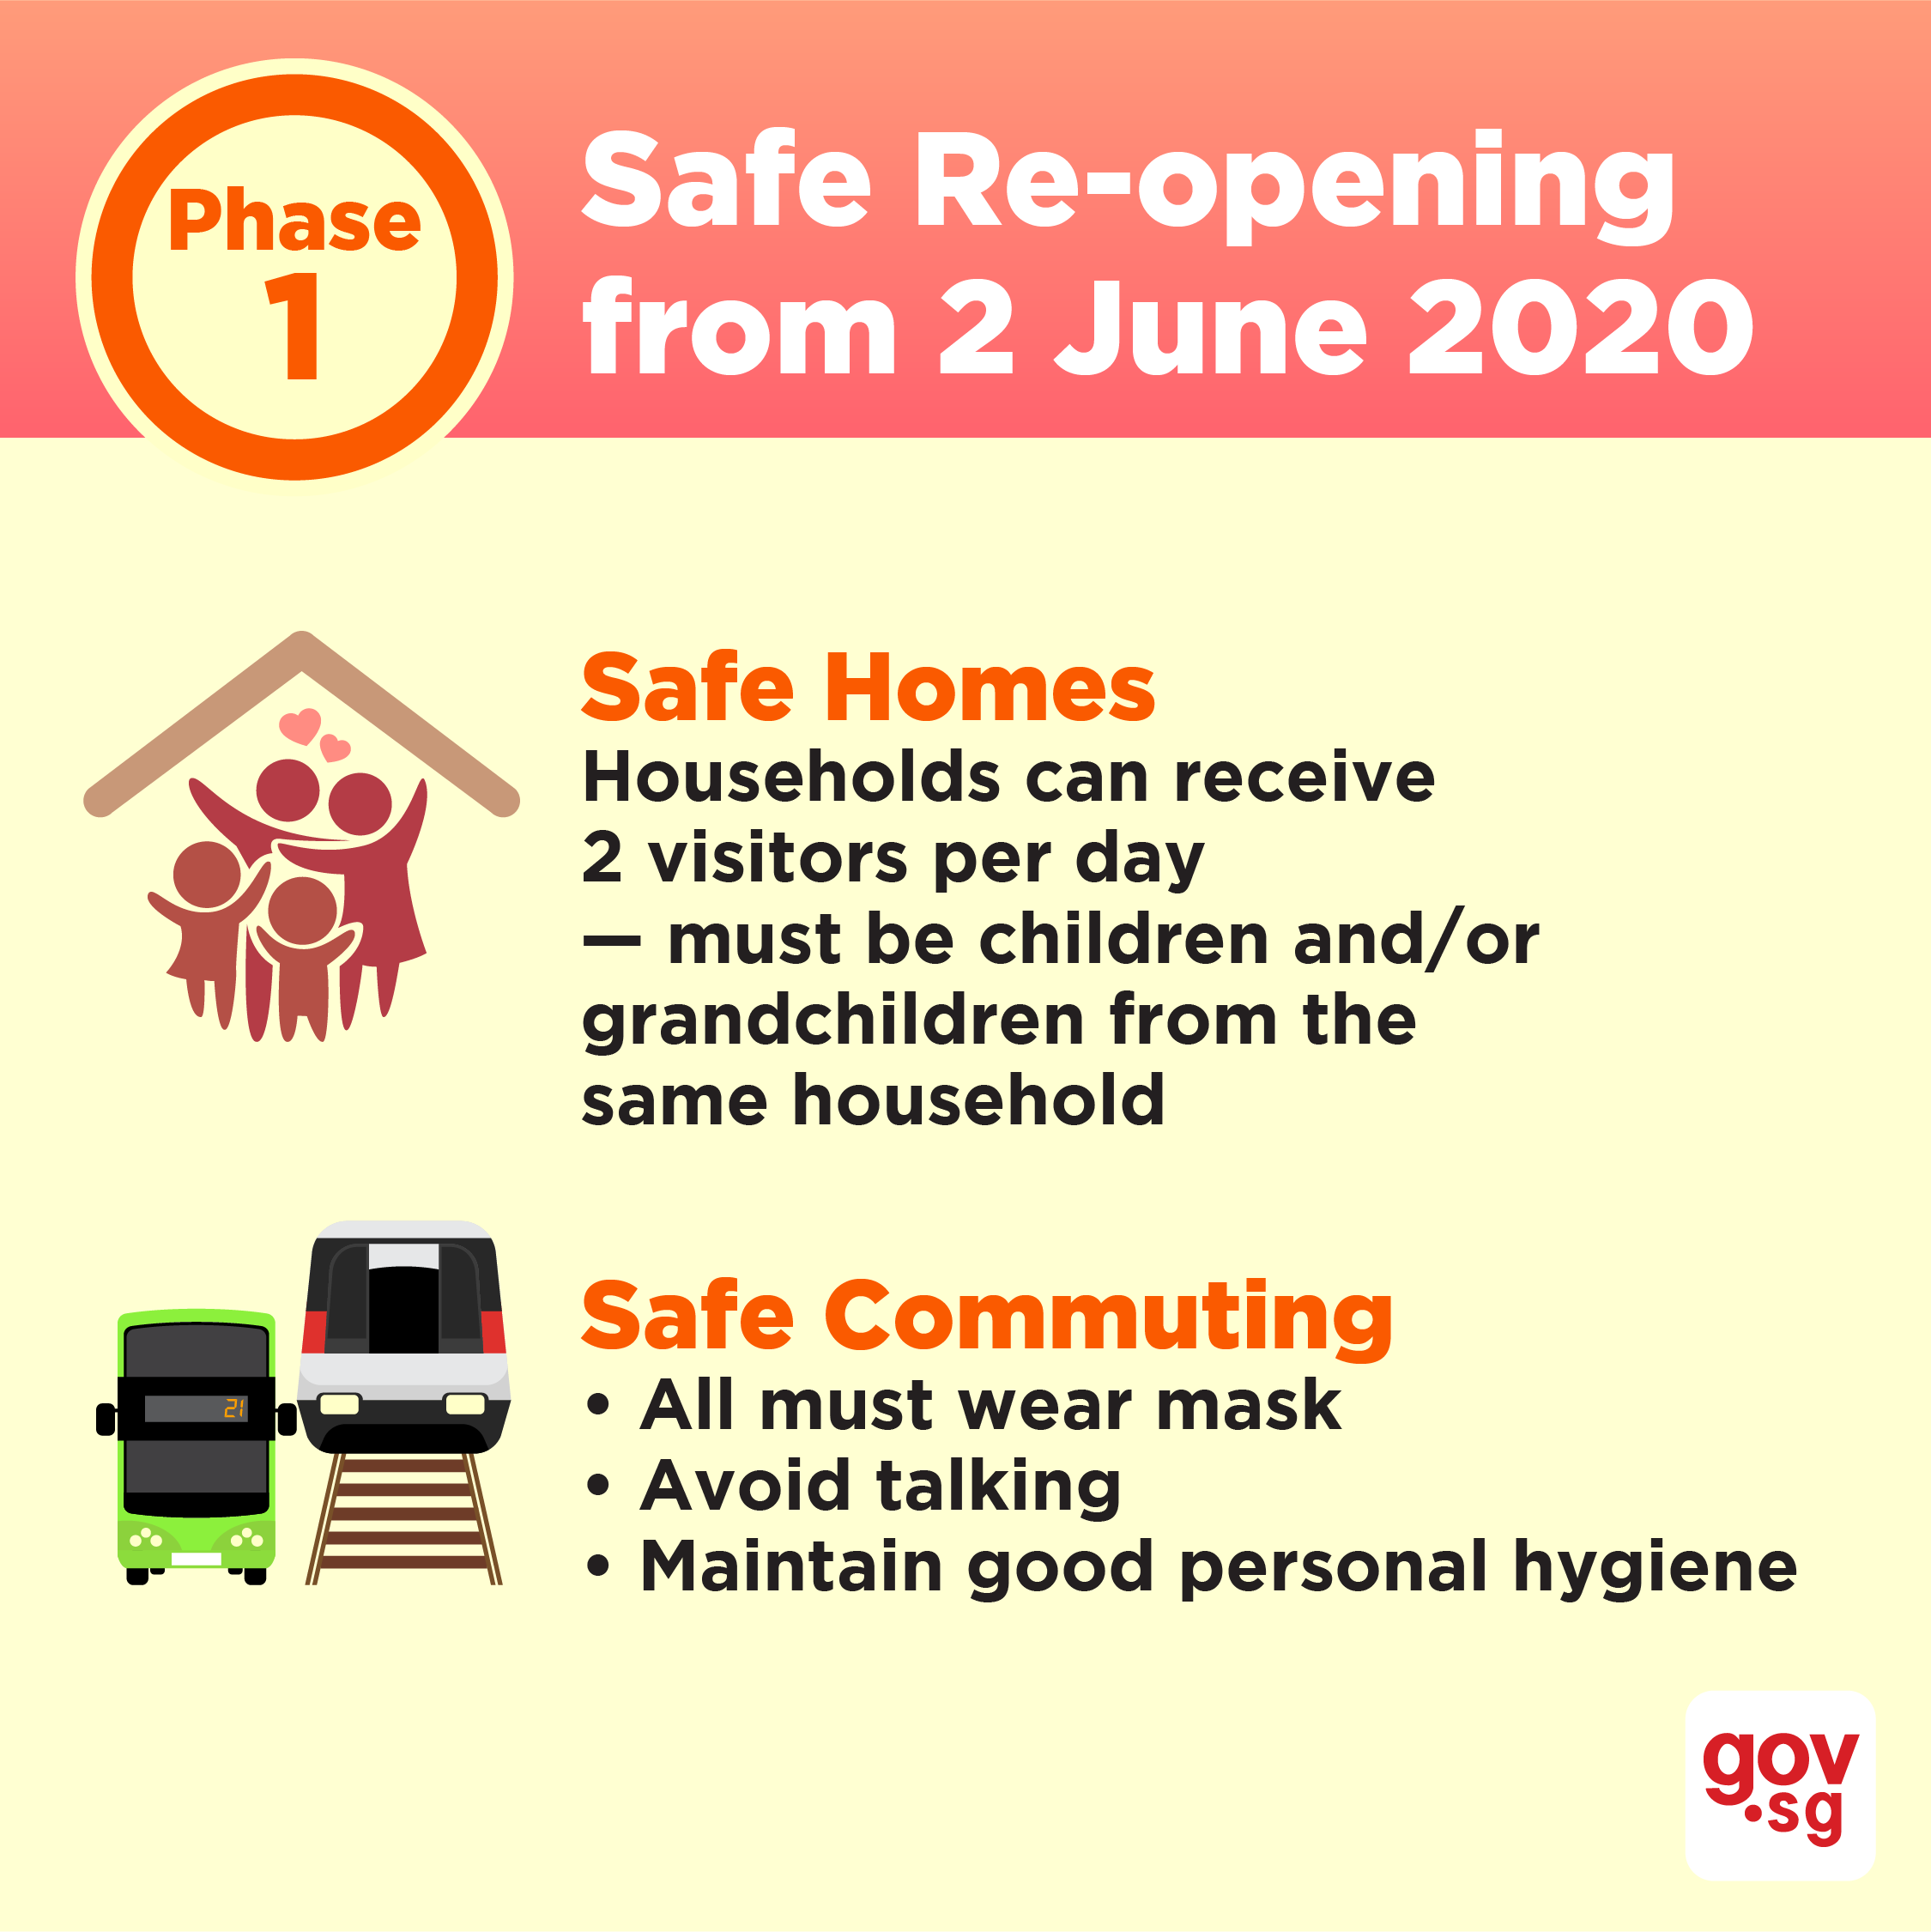 Phase
1
Safe Re-opening
from 2 June 2020
Safe Homes
Households can receive
2 visitors per day
— must be children and/or
grandchildren from the
same household
21
Safe Commuting
• All must wear mask
• Avoid talking
• Maintain good personal hygiene
gov
.sg